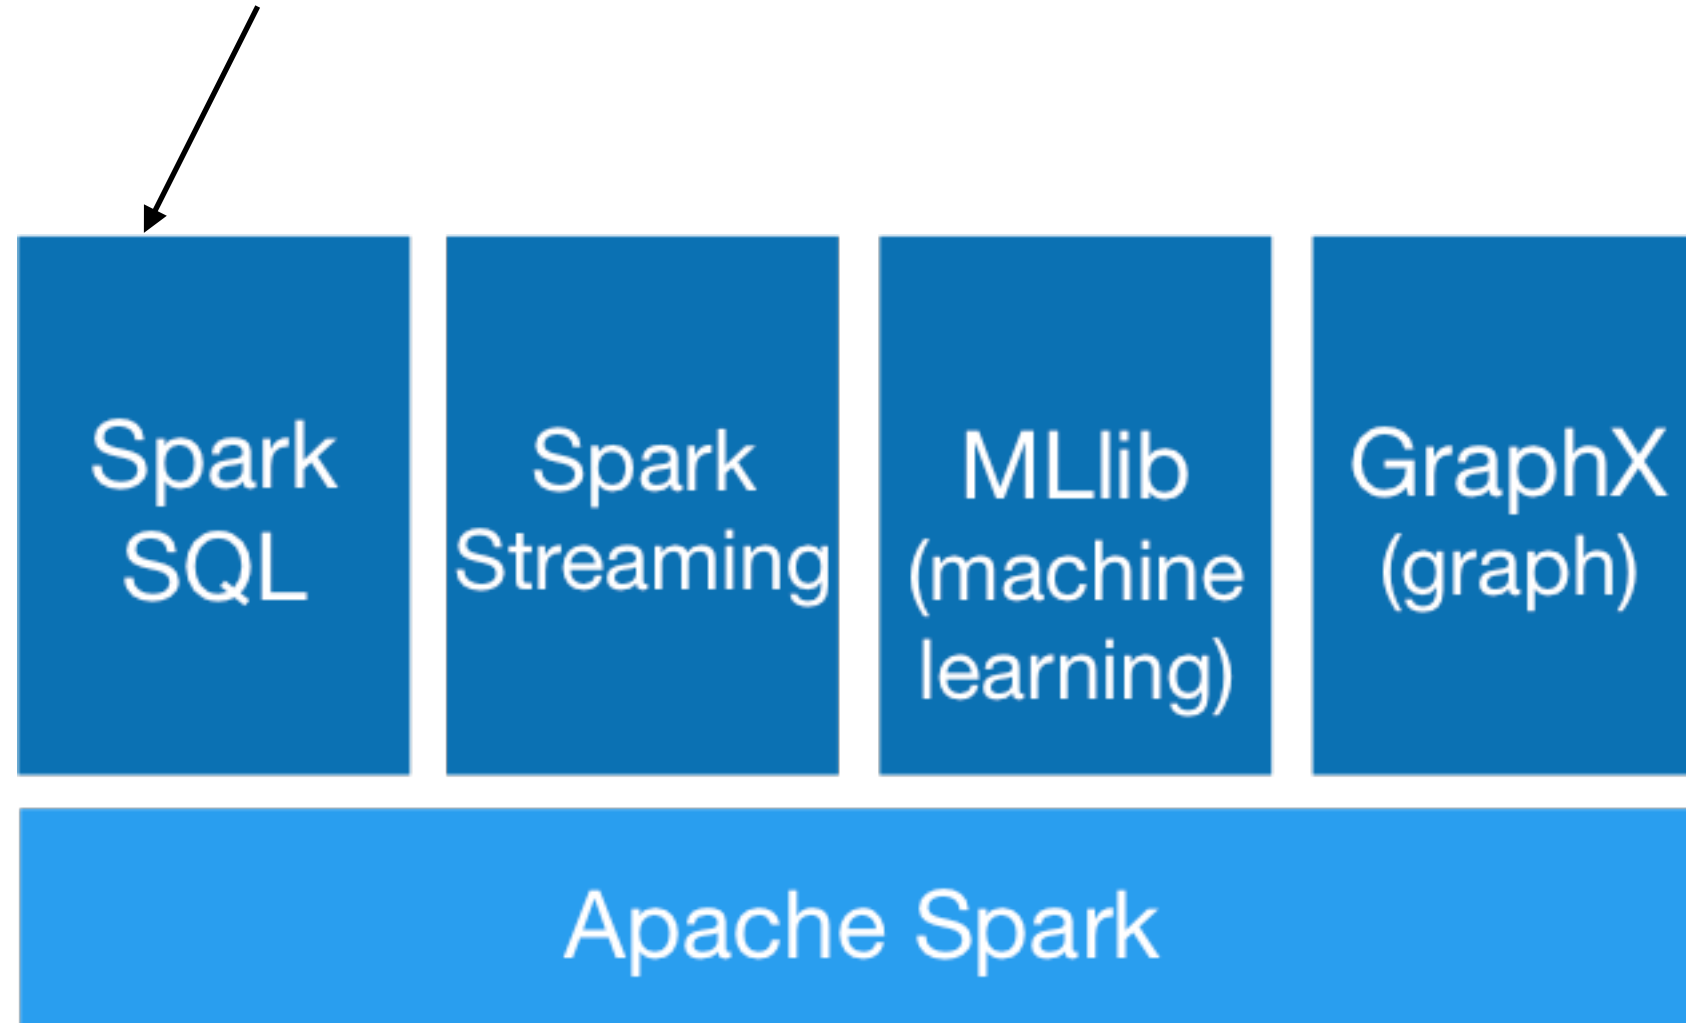 Spark
SQL
Spark
Streaming
MLlib
(machine
learning)
GraphX
(graph)
Apache Spark